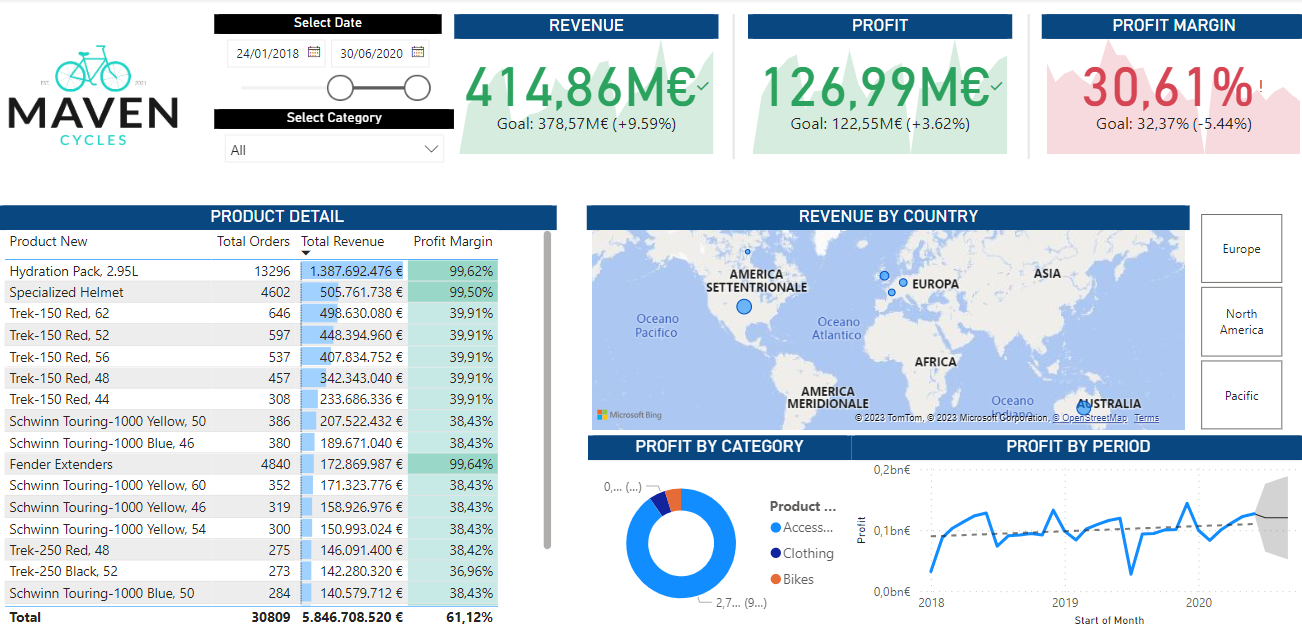 MAVEN
CYCLES
Select Date
24/01/2018 30/06/2020
Select Category
All
REVENUE
414,86M€
Goal: 378,57M€ (+9.59%)
PROFIT
126,99M€
Goal: 122,55M€ (+3.62%)
PROFIT MARGIN
30,61% !
Goal: 32,37% (-5.44%)
PRODUCT DETAIL
Product New Total Orders Total Revenue Profit Margin
Hydration Pack, 2.95L 13296 1.387.692.476 € 99,62%
Specialized Helmet 4602 505.761.738 € 99,50%
Trek-150 Red, 62 646 498.630.080 € 39,91%
Trek-150 Red, 52 597 448.394.960 € 39,91%
Trek-150 Red, 56 537 407.834.752 € 39,91%
Trek-150 Red, 48 457 342.343.040 € 39,91%
Trek-150 Red, 44 308 233.686.336 € 39,91%
Schwinn Touring-1000 Yellow, 50 386 207.522.432 € 38,43%
Schwinn Touring-1000 Blue, 46 380 189.671.040 € 38,43%
Fender Extenders 4840 172.869.987 € 99,64%
Schwinn Touring-1000 Yellow, 60 352 171.323.776 € 38,43%
Schwinn Touring-1000 Yellow, 46 319 158.926.976 € 38,43%
Schwinn Touring-1000 Yellow, 54 300 150.993.024 € 38,43%
Trek-250 Red, 48 275 146.091.400 € 38,42%
Trek-250 Black, 52 273 142.280.320 € 36,96%
Schwinn Touring-1000 Blue, 50 284 140.579.712 € 38,43%
Total 30809 5.846.708.520 € 61,12%
REVENUE BY COUNTRY
AMERICA
SETTENTRIONALE
EUROPA
ASIA
Oceano
Pacifico
Oceano
Atlantico
AFRICA
AMERICA
MERIDIONALE
Oceano
Indiano
AUSTRALIA
Microsoft Bing
© 2023 TomTom, © 2023 Microsoft Corporation, © OpenStreetMap Terms
Europe
North
America
Pacific
PROFIT BY CATEGORY
0,... (...)
2,7... (9...)
Product ...
Access...
Clothing
Bikes
PROFIT BY PERIOD
Profit
0,2bn€
0,1bn€
0,0bn€
2018 2019 2020
Start of Month